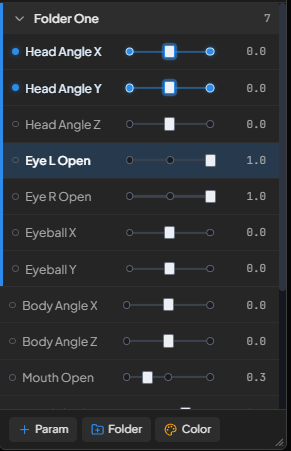 Folder One 7
Head Angle X 0.0
Head Angle Y 0.0
Head Angle Z 0.0
Eye L Open 1.0
Eye R Open 1.0
Eyeball X 0.0
Eyeball Y 0.0
Body Angle X 0.0
Body Angle Z 0.0
Mouth Open 0.3
+ Param Folder Color